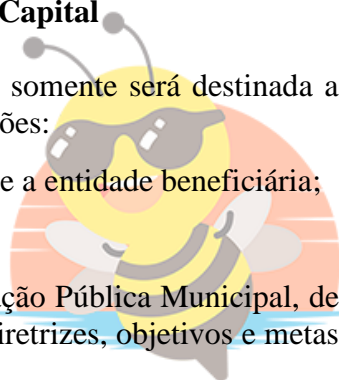 Capital
somente será destinada a
ões:
e a entidade beneficiária;
ção Pública Municipal, de
iretrizes, objetivos e metas